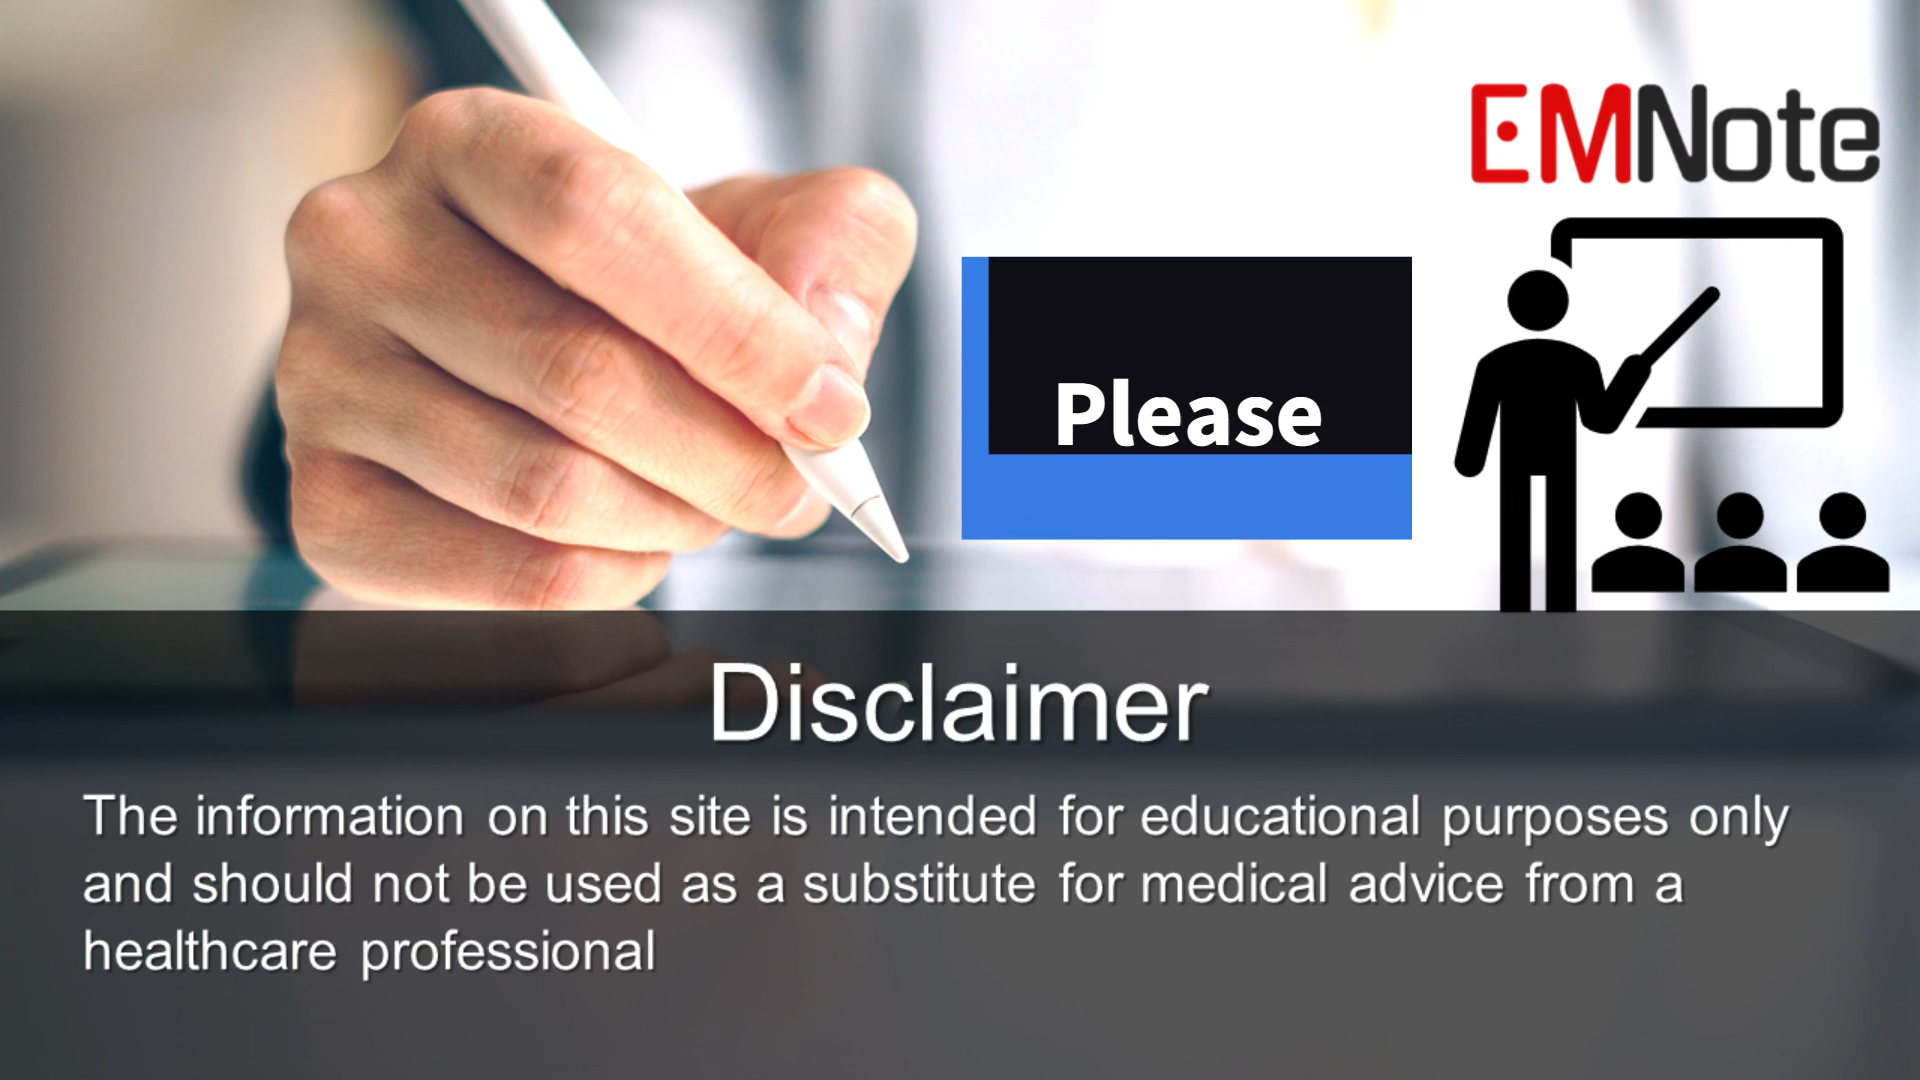 EMNote
Please
Disclaimer
The information on this site is intended for educational purposes only
and should not be used as a substitute for medical advice from a
healthcare professional